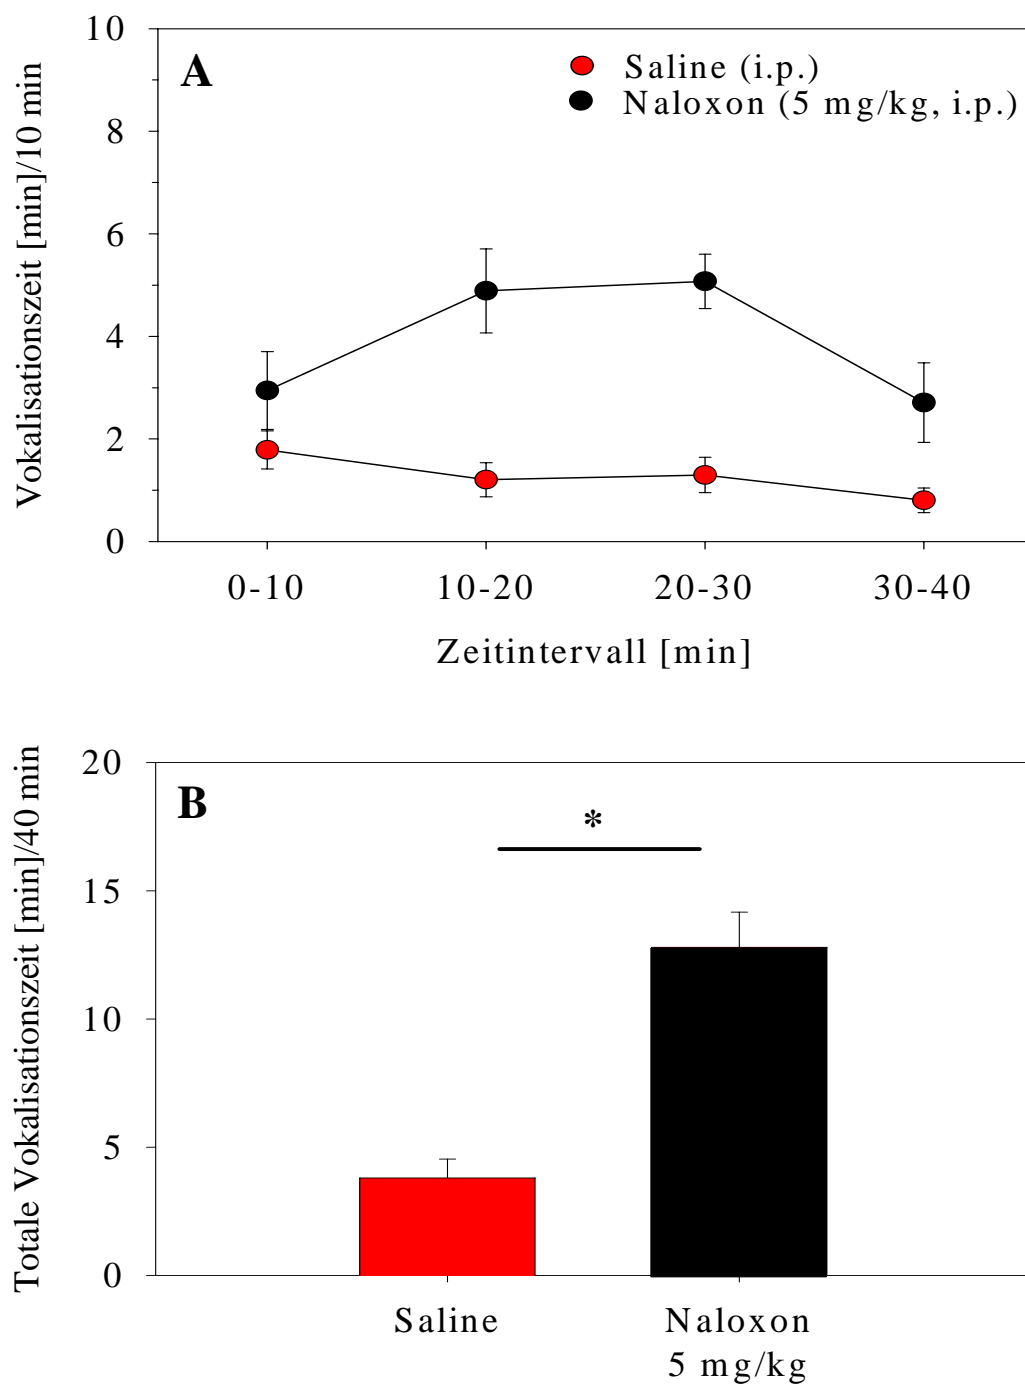 10
A
Saline (i.p.)
Naloxon (5 mg/kg, i.p.)
8
6
4
2
0
Vokalisationszeit [min]/10 min
0-10 10-20 20-30 30-40
Zeitintervall [min]
20
B
*
15
10
5
0
Totale Vokalisationszeit [min]/40 min
Saline Naloxon
5 mg/kg